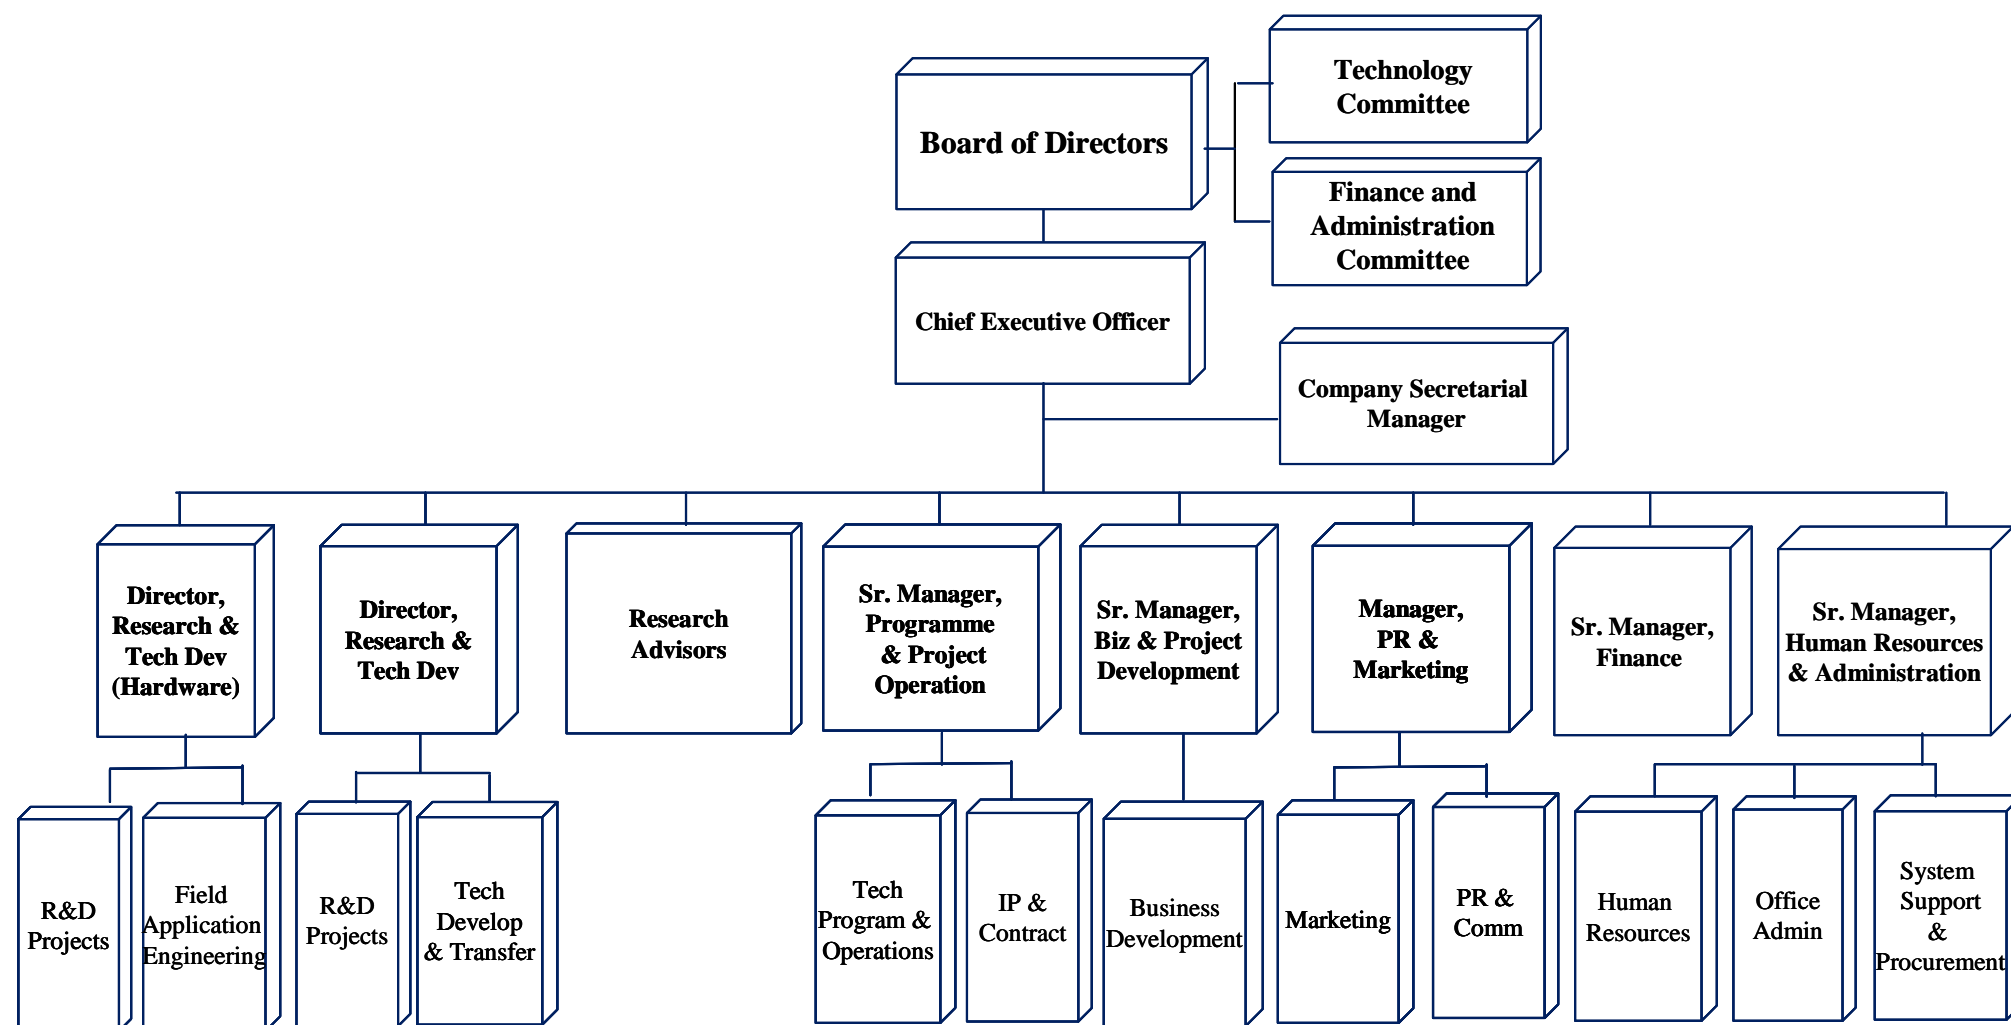 Technology
Committee
Board of Directors
Finance and
Administration
Committee
Chief Executive Officer
Company Secretarial
Manager
Director,
Research &
Tech Dev
(Hardware)
Director,
Research &
Tech Dev
Research
Advisors
Sr. Manager,
Programme
& Project
Operation
Sr. Manager,
Biz & Project
Development
Manager,
PR &
Marketing
Sr. Manager,
Finance
Sr. Manager,
Human Resources
& Administration
R&D
Projects
Field
Application
Engineering
R&D
Projects
Tech
Develop
& Transfer
Tech
Program &
Operations
IP &
Contract
Business
Development
Marketing
PR &
Comm
Human
Resources
Office
Admin
System
Support
&
Procurement